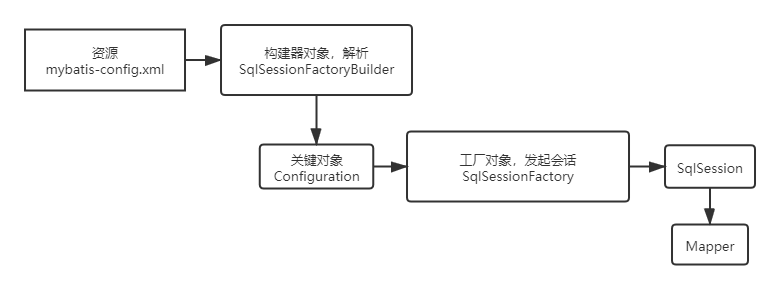 资源
mybatis-config.xml
构建器对象，解析
SqlSessionFactoryBuilder
关键对象
Configuration
工厂对象，发起会话
SqlSessionFactory
SqlSession
Mapper